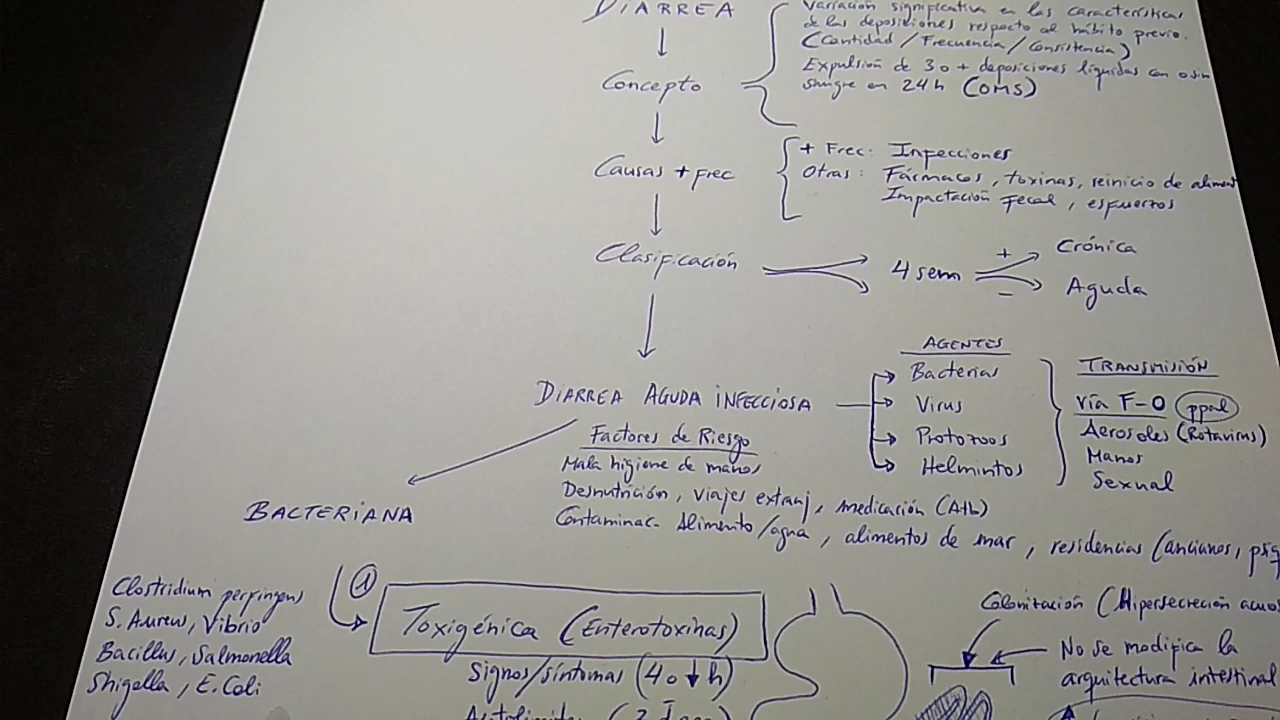 DIARREA
Variación significativa en las características
de las deposiciones respecto al hábito previo.
(Cantidad / Frecuencia / Consistencia)
Expulsión de 3 o + deposiciones líquidas con o sin
sangre en 24 h (OMS)
Concepto
Causas + frec
+ Frec: Infecciones
Otras: Fármacos, toxinas, reinicio de aliment
Impactación Fecal, esfuerzos
Clasificación
4 sem
+
Crónica
-
Aguda
DIARREA AGUDA INFECCIOSA
AGENTES
Bacterias
Virus
Protozoos
Helmintos
TRANSMISIÓN
Vía F-O (ppal)
Aerosoles (Rotavirus)
Manos
Sexual
Factores de Riesgo
Mala higiene de manos
Desnutrición, viajes extranj, medicación (Atb)
Contaminac. Alimento/agua, alimentos de mar, residencias (ancianos,
BACTERIANA
Clostridium perfingens
S. Aureus, Vibrio
Bacillus, Salmonella
Shigella, E. Coli
1
Toxigénica (Enterotoxinas)
Signos/síntomas (4 o ↓ h)
Colonización (Hipersecreción acuo
No se modifica la
arquitectura intestinal